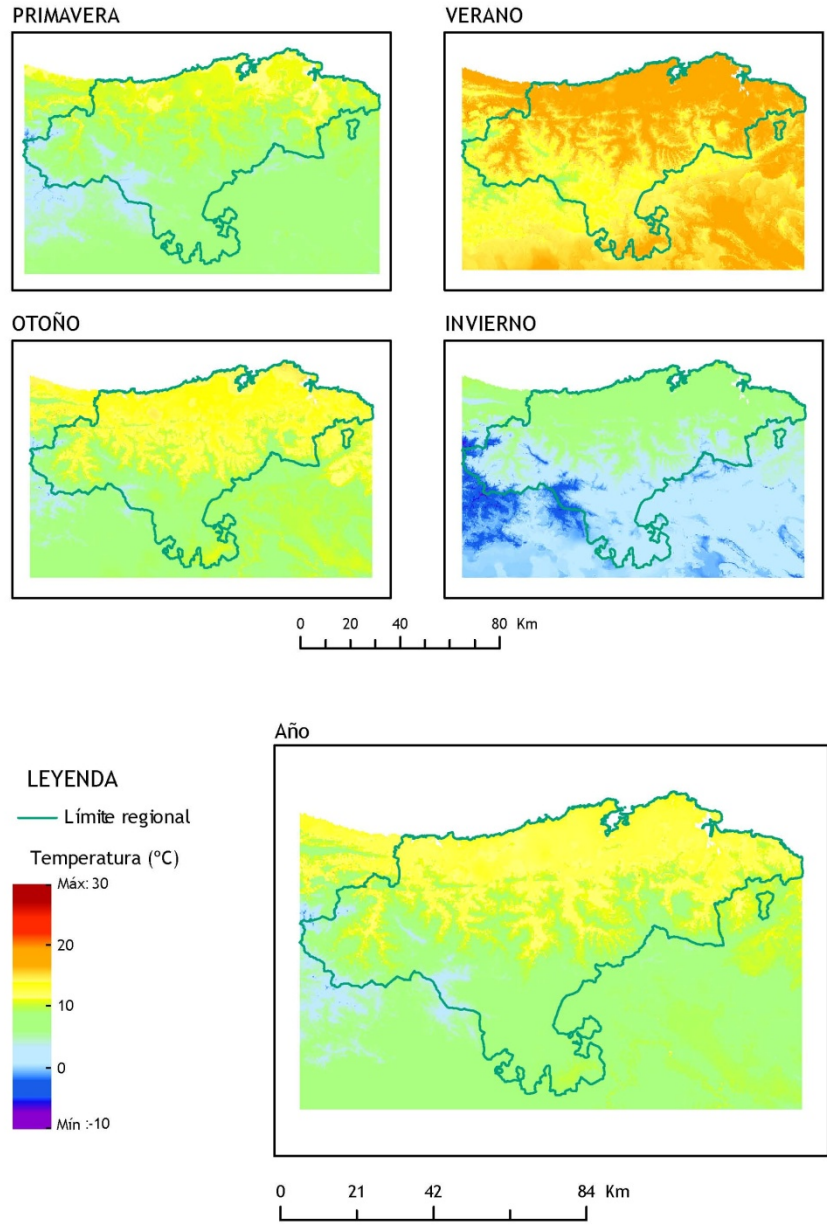 PRIMAVERA
VERANO
OTOÑO
INVIERNO
0 20 40 80 Km
Año
LEYENDA
Límite regional
Temperatura (ºC)
Máx: 30
20
10
0
Mín :-10
0 21 42 84 Km